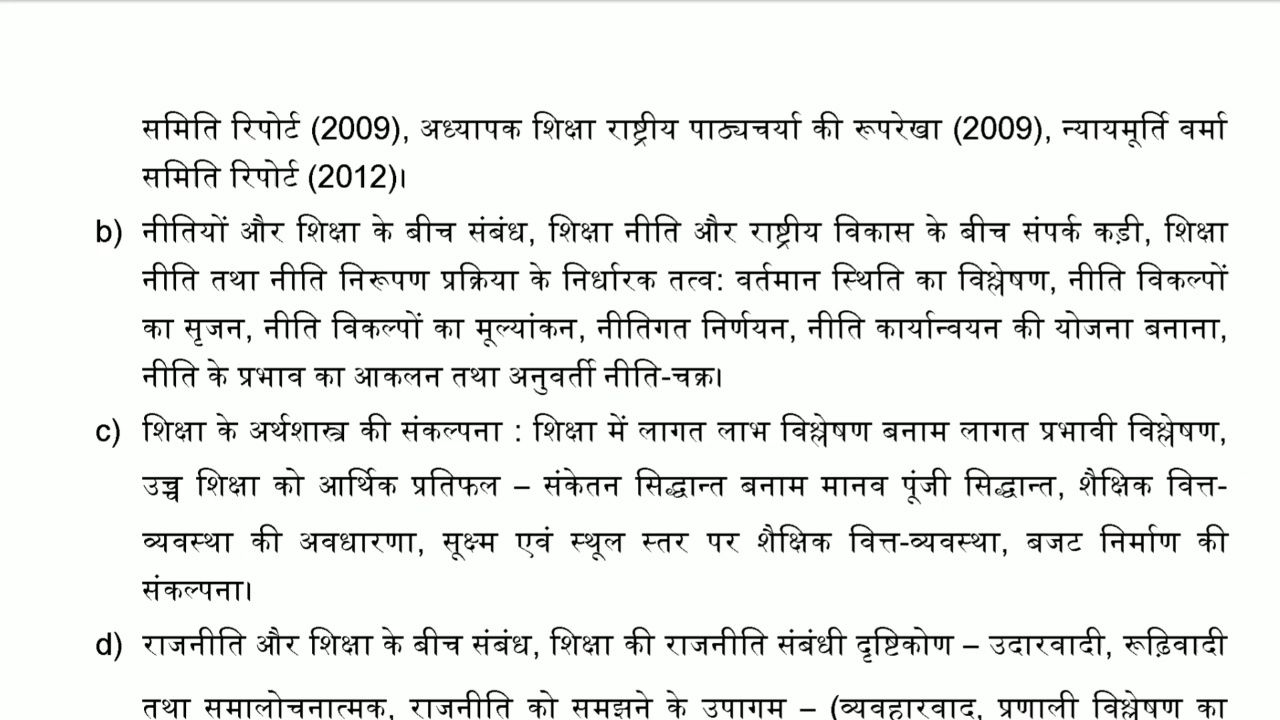 समिति रिपोर्ट (2009), अध्यापक शिक्षा राष्ट्रीय पाठ्यचर्या की रूपरेखा (2009), न्यायमूर्ति वर्मा
समिति रिपोर्ट (2012)।
b) नीतियों और शिक्षा के बीच संबंध, शिक्षा नीति और राष्ट्रीय विकास के बीच संपर्क कड़ी, शिक्षा
नीति तथा नीति निरूपण प्रक्रिया के निर्धारक तत्व: वर्तमान स्थिति का विश्लेषण, नीति विकल्पों
का सृजन, नीति विकल्पों का मूल्यांकन, नीतिगत निर्णयन, नीति कार्यान्वयन की योजना बनाना,
नीति के प्रभाव का आकलन तथा अनुवर्ती नीति-चक्र।
c) शिक्षा के अर्थशास्त्र की संकल्पना : शिक्षा में लागत लाभ विश्लेषण बनाम लागत प्रभावी विश्लेषण,
उच्च शिक्षा को आर्थिक प्रतिफल – संकेतन सिद्धान्त बनाम मानव पूंजी सिद्धान्त, शैक्षिक वित्त-
व्यवस्था की अवधारणा, सूक्ष्म एवं स्थूल स्तर पर शैक्षिक वित्त-व्यवस्था, बजट निर्माण की
संकल्पना।
d) राजनीति और शिक्षा के बीच संबंध, शिक्षा की राजनीति संबंधी दृष्टिकोण – उदारवादी, रूढ़िवादी
तथा समालोचनात्मक, राजनीति को समझने के उपागम – (व्यवहारवाद, प्रणाली विश्लेषण का